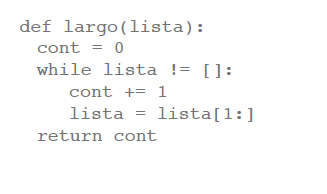 def largo(lista):
  cont = 0
  while lista != []:
    cont += 1
    lista = lista[1:]
  return cont